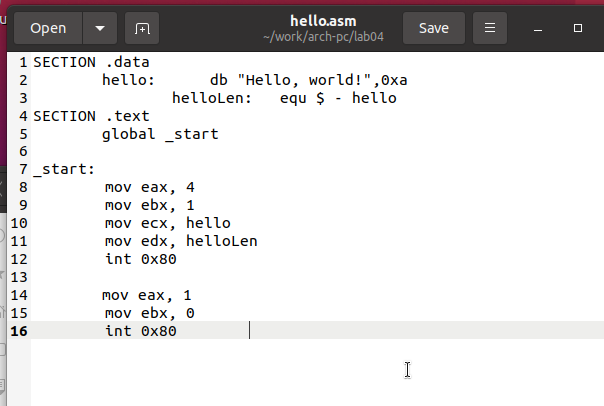 Open
hello.asm
~/work/arch-pc/lab04
Save
1 SECTION .data
2 hello: db "Hello, world!",0xa
3 helloLen: equ $ - hello
4 SECTION .text
5 global _start
6
7 _start:
8 mov eax, 4
9 mov ebx, 1
10 mov ecx, hello
11 mov edx, helloLen
12 int 0x80
13
14 mov eax, 1
15 mov ebx, 0
16 int 0x80